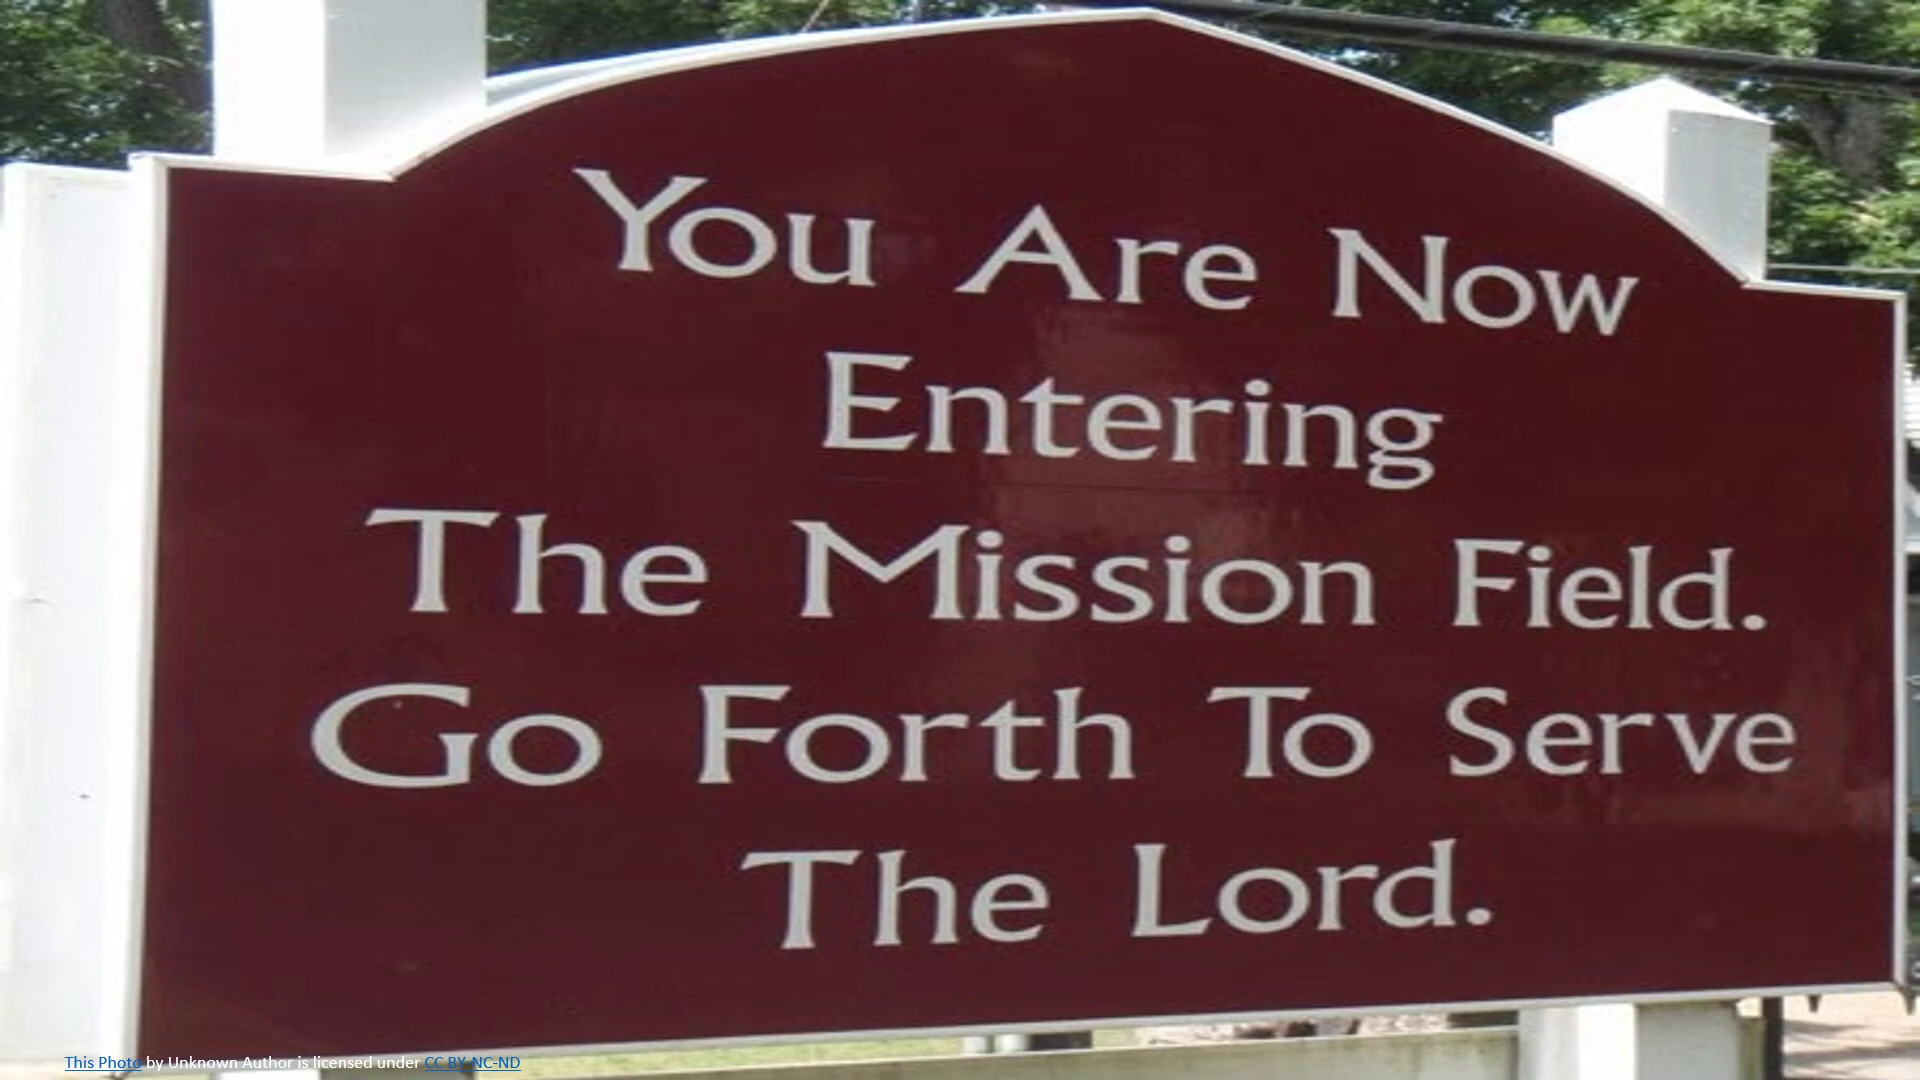 You Are Now
Entering
The Mission Field.
Go Forth To Serve
The Lord.
This Photo by Unknown Author is licensed under CC BY-NC-ND